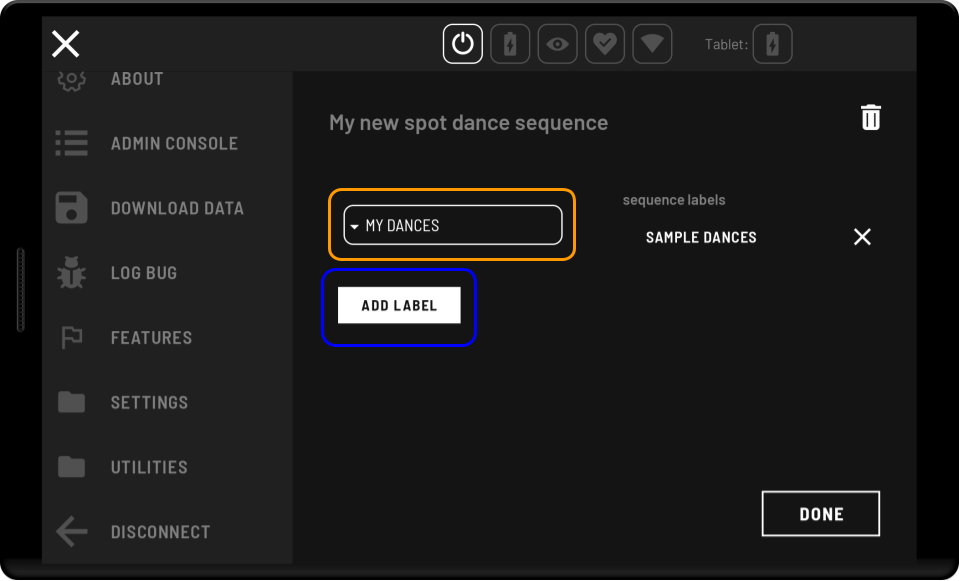 Tablet:
ABOUT
ADMIN CONSOLE
DOWNLOAD DATA
LOG BUG
FEATURES
SETTINGS
UTILITIES
DISCONNECT
My new spot dance sequence
MY DANCES
ADD LABEL
sequence labels
SAMPLE DANCES
DONE